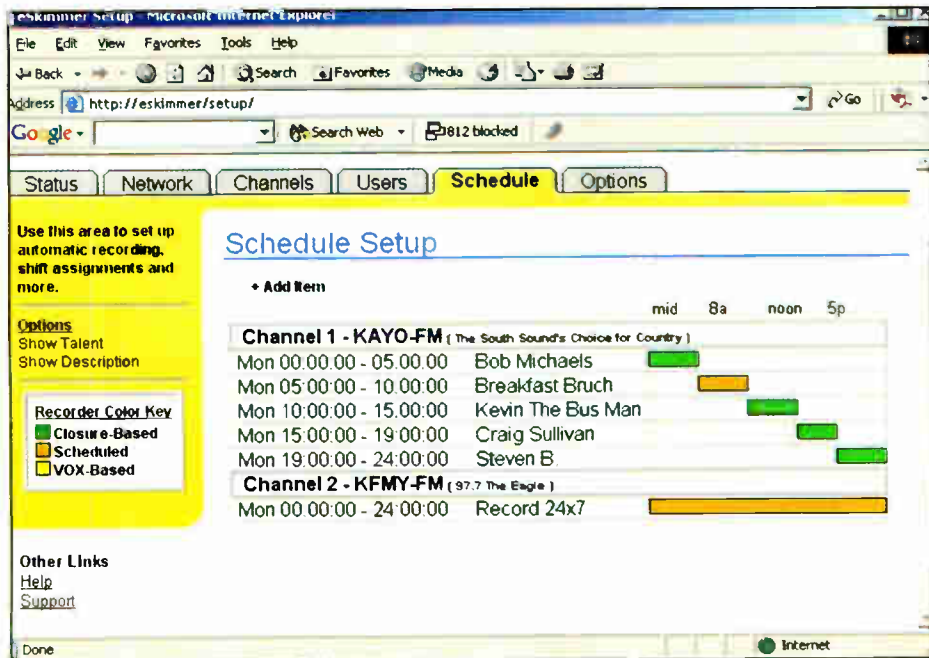 eSkimmer Setup - Microsoft Internet Explorer
File Edit View Favorites Tools Help
Back Search Favorites Media
Address http://eskimmer/setup/ Go
Google Search Web 812 blocked
Status Network Channels Users Schedule Options
Use this area to set up
automatic recording,
shift assignments and
more.
Options
Show Talent
Show Description
Recorder Color Key
Closure-Based
Scheduled
VOX-Based
Other Links
Help
Support
Schedule Setup
+ Add Item
mid 8a noon 5p
Channel 1 - KAYO-FM ( The South Sound's Choice for Country )
Mon 00:00:00 - 05:00:00 Bob Michaels
Mon 05:00:00 - 10:00:00 Breakfast Bruch
Mon 10:00:00 - 15:00:00 Kevin The Bus Man
Mon 15:00:00 - 19:00:00 Craig Sullivan
Mon 19:00:00 - 24:00:00 Steven B.
Channel 2 - KFMY-FM ( 97.7 The Eagle )
Mon 00:00:00 - 24:00:00 Record 24x7
Done Internet